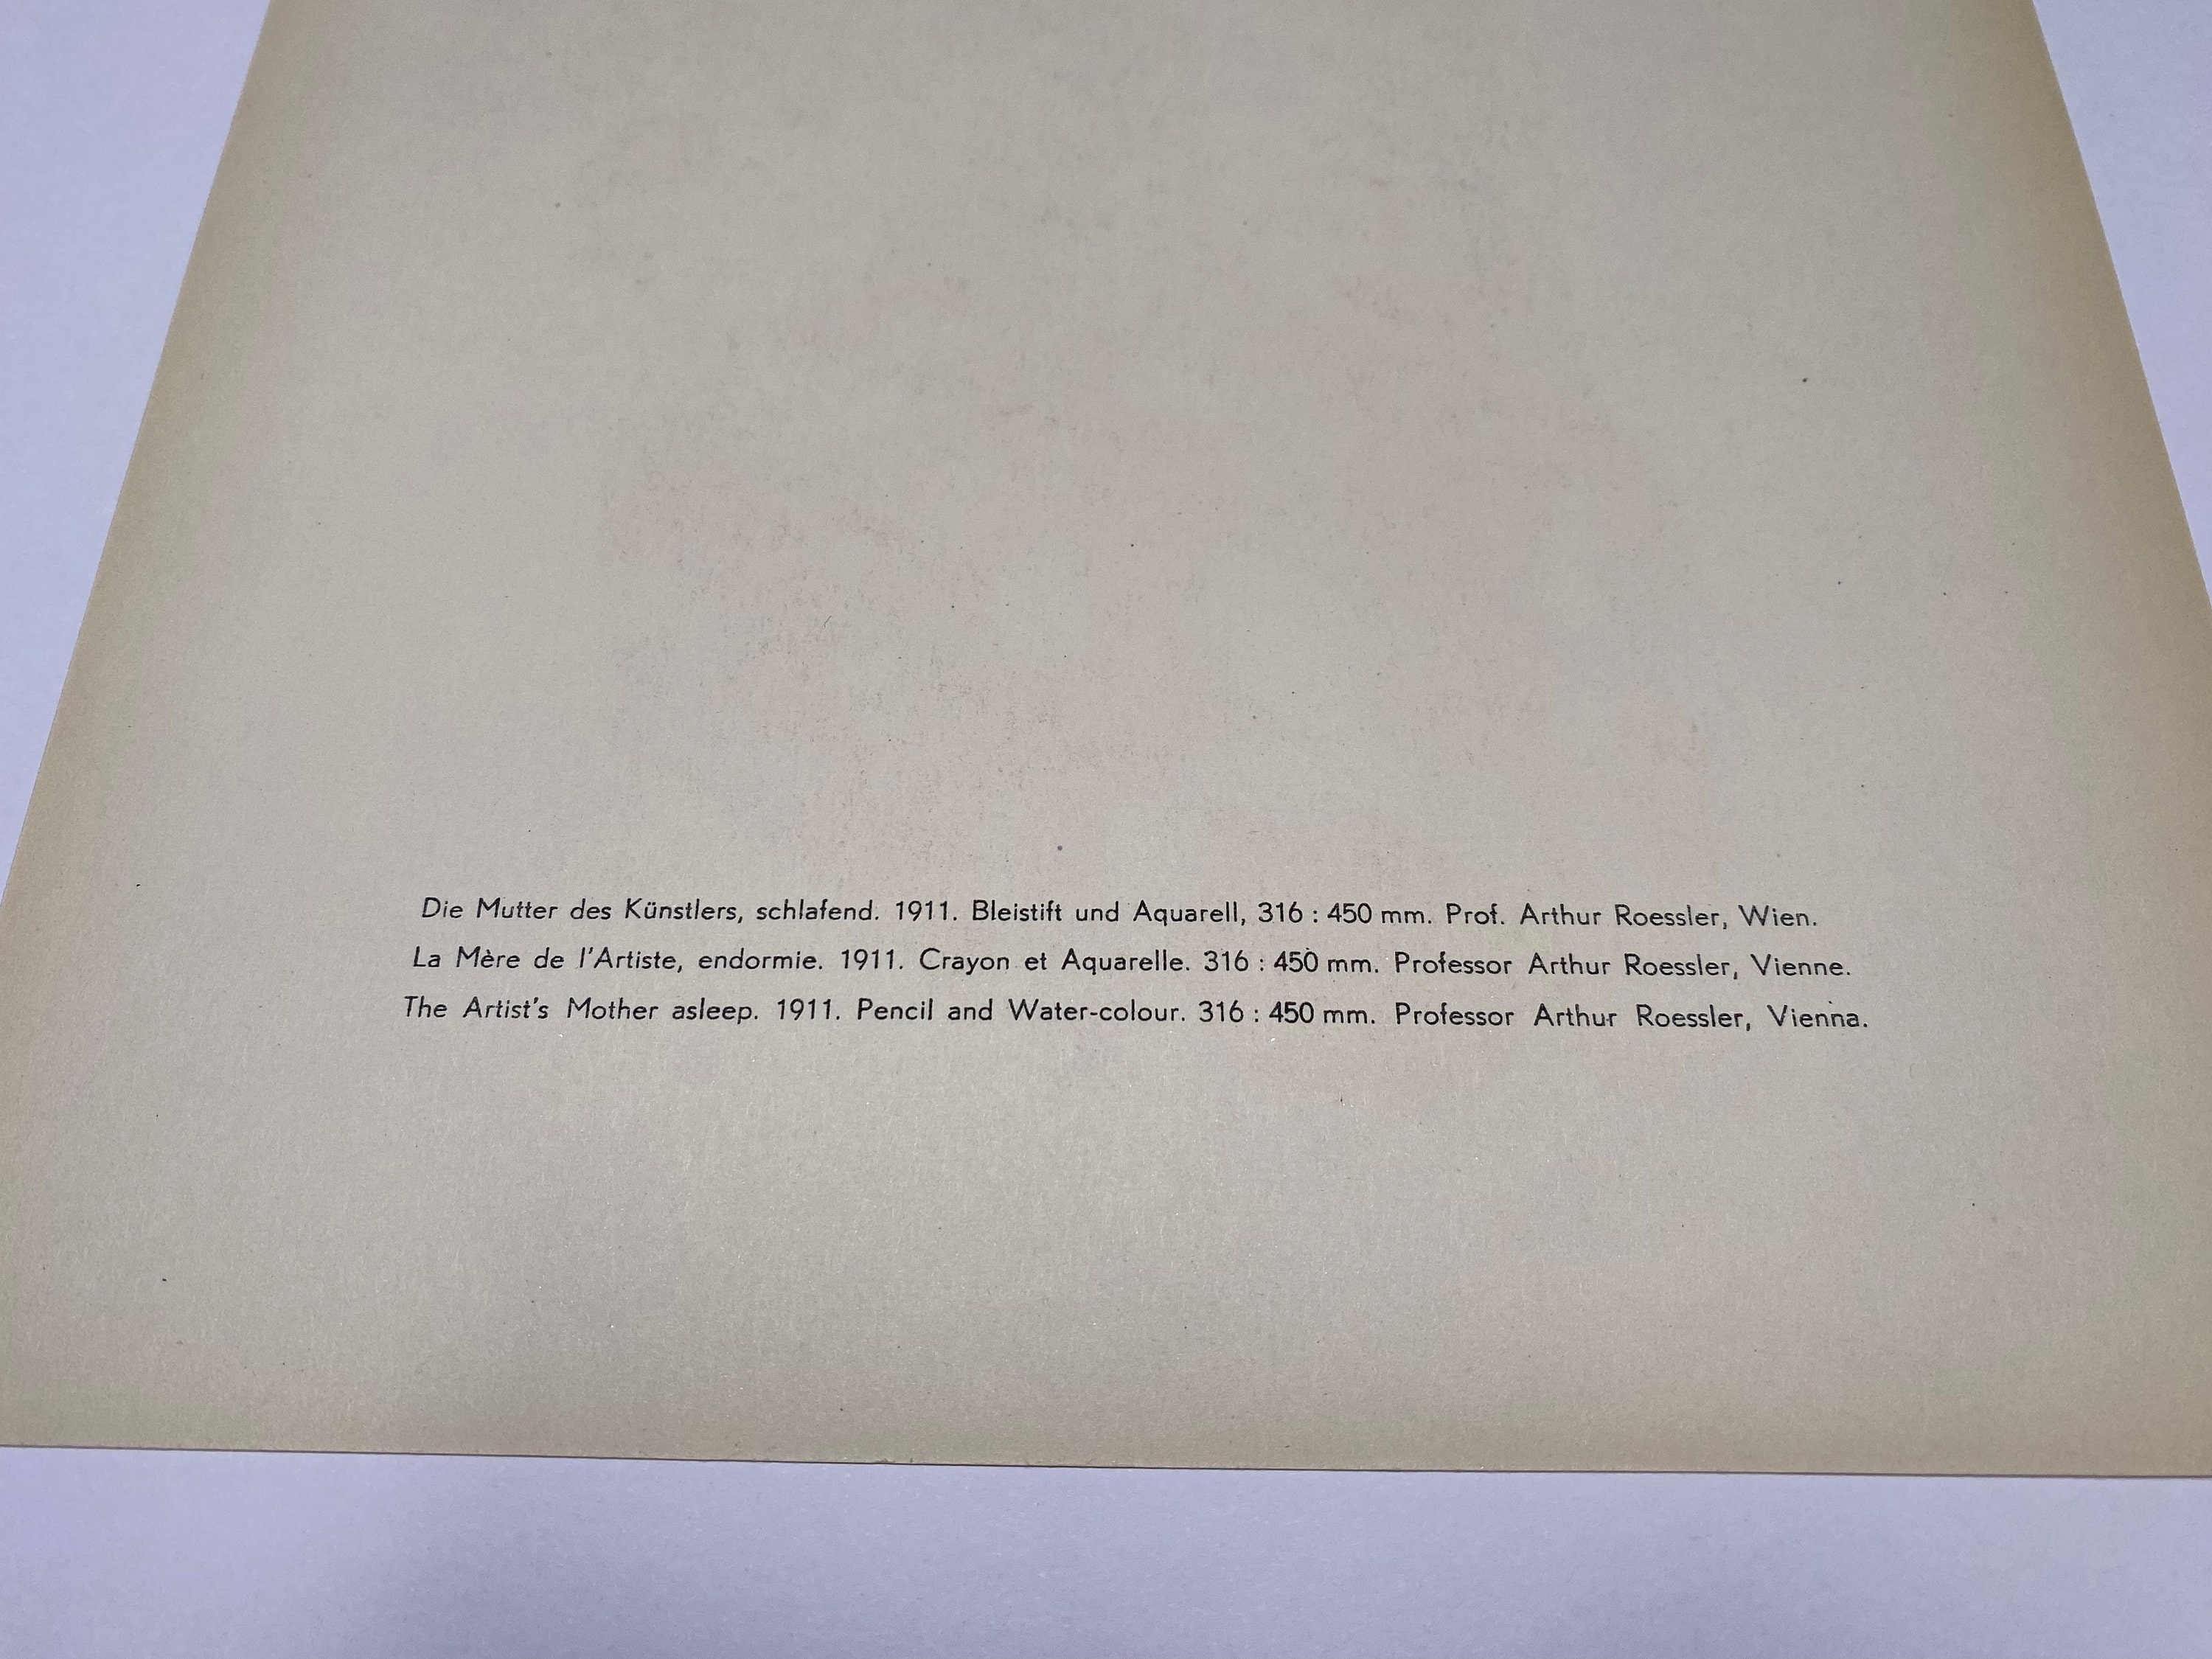 Die Mutter des Künstlers, schlafend. 1911. Bleistift und Aquarell, 316 : 450 mm. Prof. Arthur Roessler, Wien.
La Mère de l'Artiste, endormie. 1911. Crayon et Aquarelle. 316 : 450 mm. Professor Arthur Roessler, Vienne.
The Artist's Mother asleep. 1911. Pencil and Water-colour. 316 : 450 mm. Professor Arthur Roessler, Vienna.